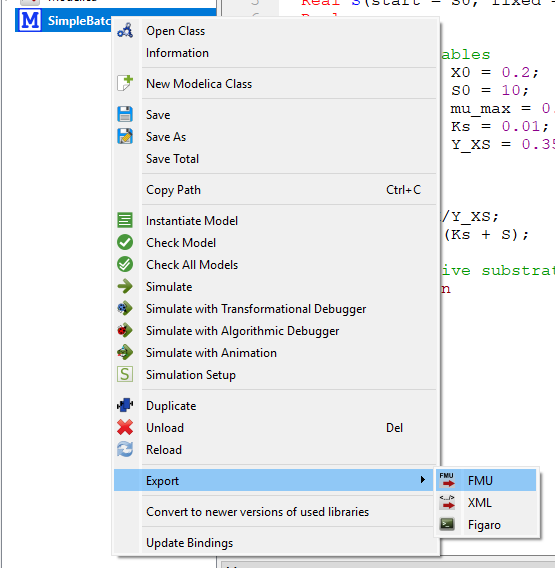 Modelica
5 Real S(start = S0, fixed =
M SimpleBatc
Open Class
Information
ables
X0 = 0.2;
New Modelica Class
S0 = 10;
mu_max = 0.
Save
Ks = 0.01;
Save As
Y_XS = 0.35
Save Total
Copy Path Ctrl+C
Instantiate Model
/Y_XS;
Check Model
(Ks + S);
Check All Models
ive substrat
Simulate
n
Simulate with Transformational Debugger
Simulate with Algorithmic Debugger
Simulate with Animation
S Simulation Setup
Duplicate
Unload Del
Reload
Export
FMU FMU
XML
Convert to newer versions of used libraries
Figaro
Update Bindings